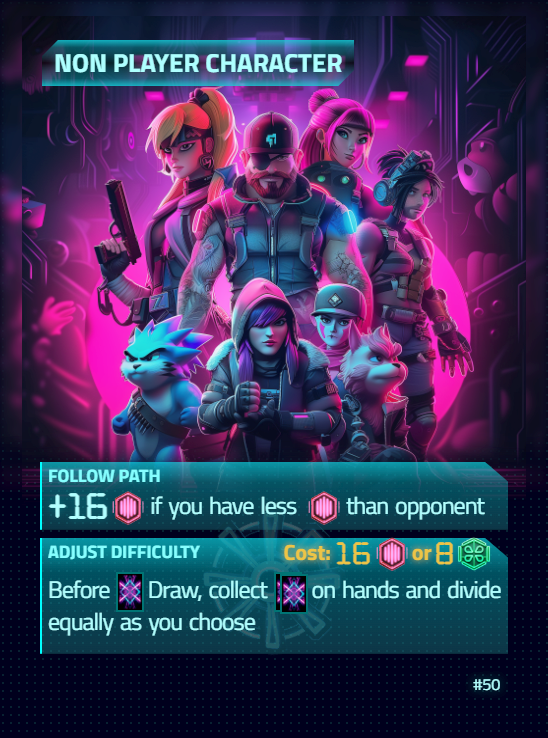 NON PLAYER CHARACTER
FOLLOW PATH
+16 if you have less than opponent
ADJUST DIFFICULTY Cost: 16 or 8
Before Draw, collect on hands and divide
equally as you choose
#50